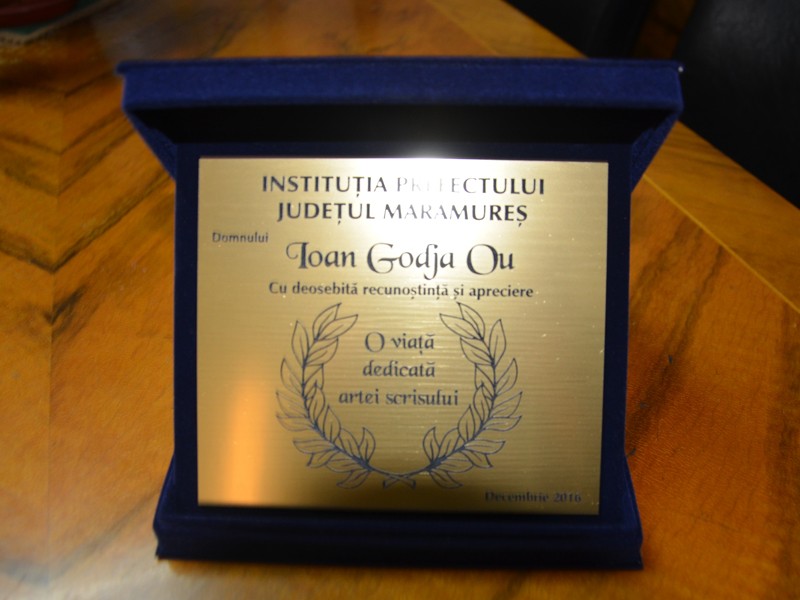 INSTITUȚIA PREFECTULUI
JUDEȚUL MARAMUREȘ
Domnului
Ioan Godja Ou
Cu deosebită recunoștință și apreciere
O viață
dedicată
artei scrisului
Decembrie 2016